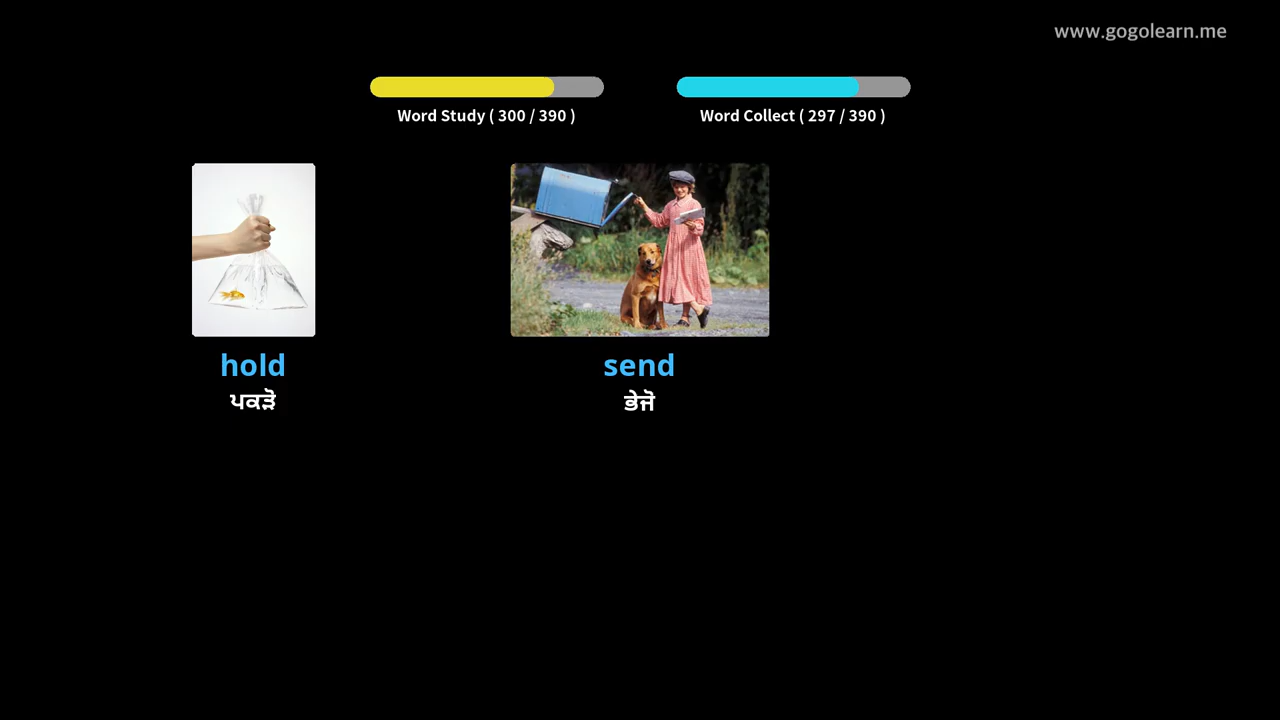 www.gogolearn.me
Word Study ( 300 / 390 )
Word Collect ( 297 / 390 )
hold
send
ਪਕੜੋ
ਭੇਜੋ